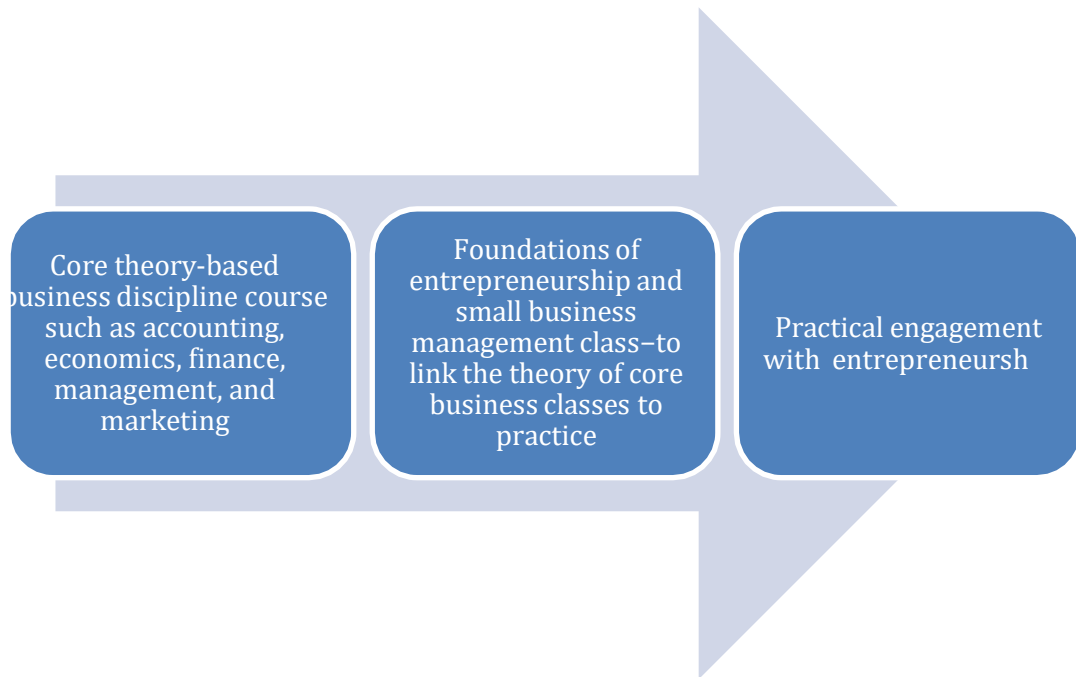 Core theory-based
business discipline course
such as accounting,
economics, finance,
management, and
marketing
Foundations of
entrepreneurship and
small business
management class–to
link the theory of core
business classes to
practice
Practical engagement
with entrepreneursh